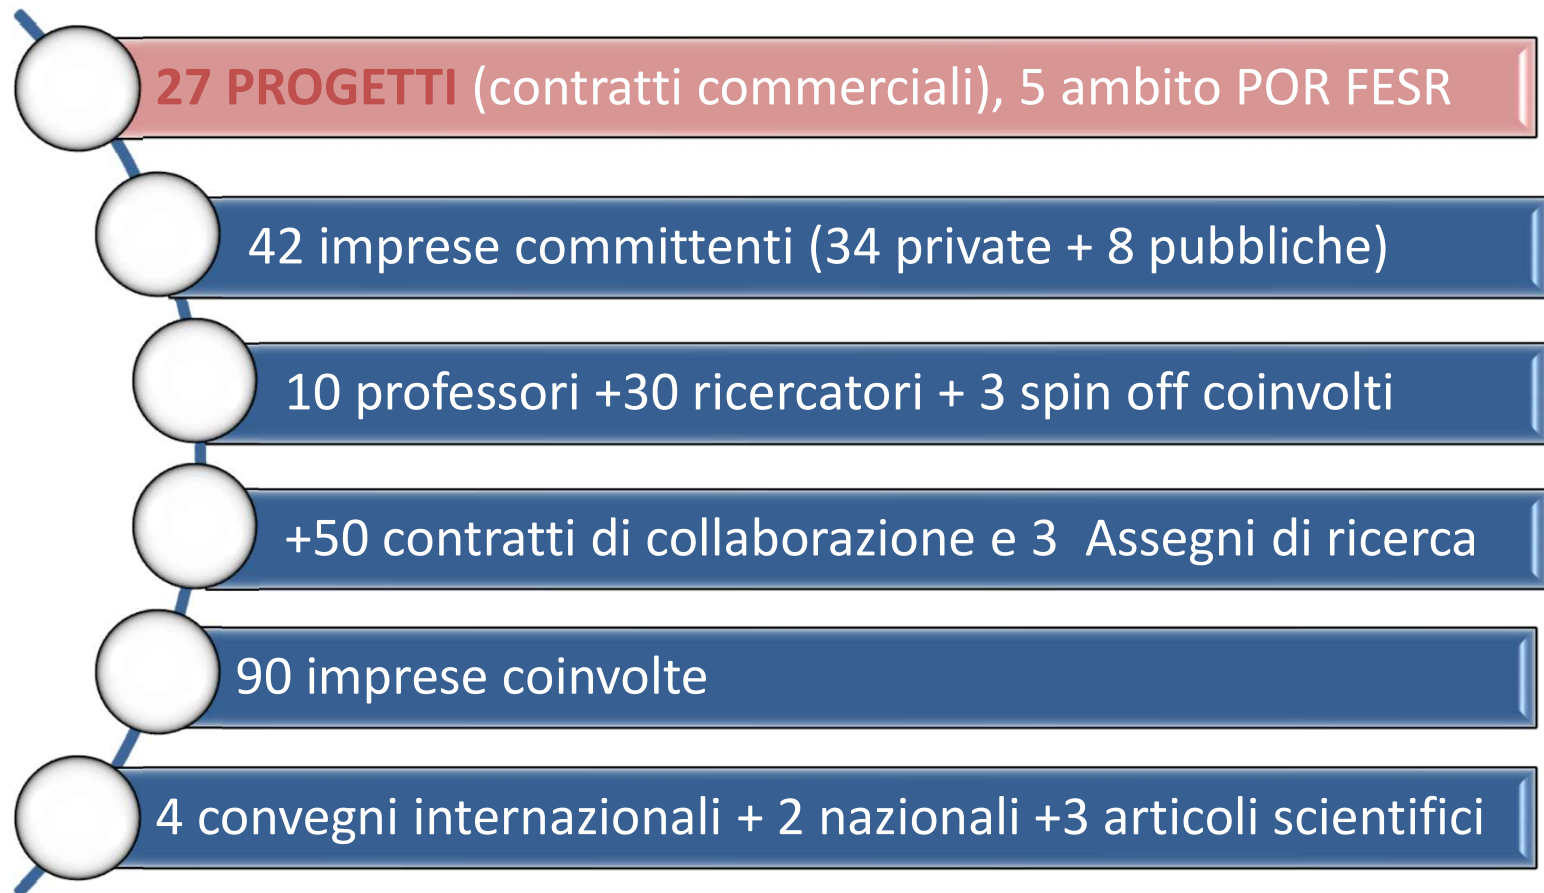 27 PROGETTI (contratti commerciali), 5 ambito POR FESR
42 imprese committenti (34 private + 8 pubbliche)
10 professori +30 ricercatori + 3 spin off coinvolti
+50 contratti di collaborazione e 3  Assegni di ricerca
90 imprese coinvolte
4 convegni internazionali + 2 nazionali +3 articoli scientifici